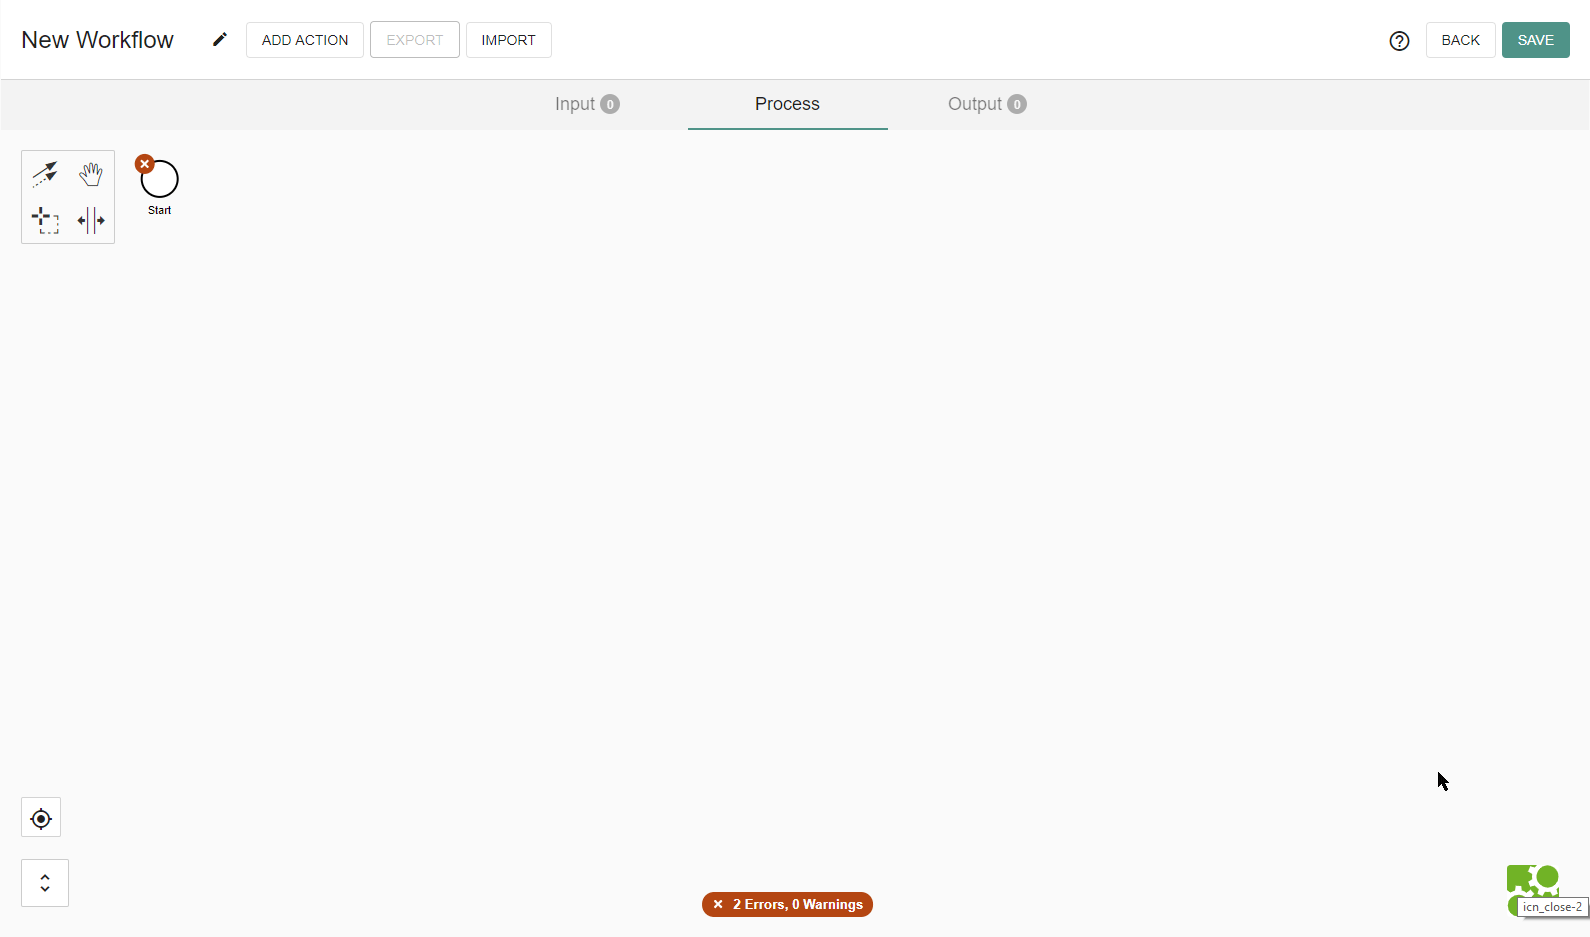 New Workflow ADD ACTION EXPORT IMPORT BACK SAVE
Input 0 Process Output 0
Start
2 Errors, 0 Warnings
icn_close-2